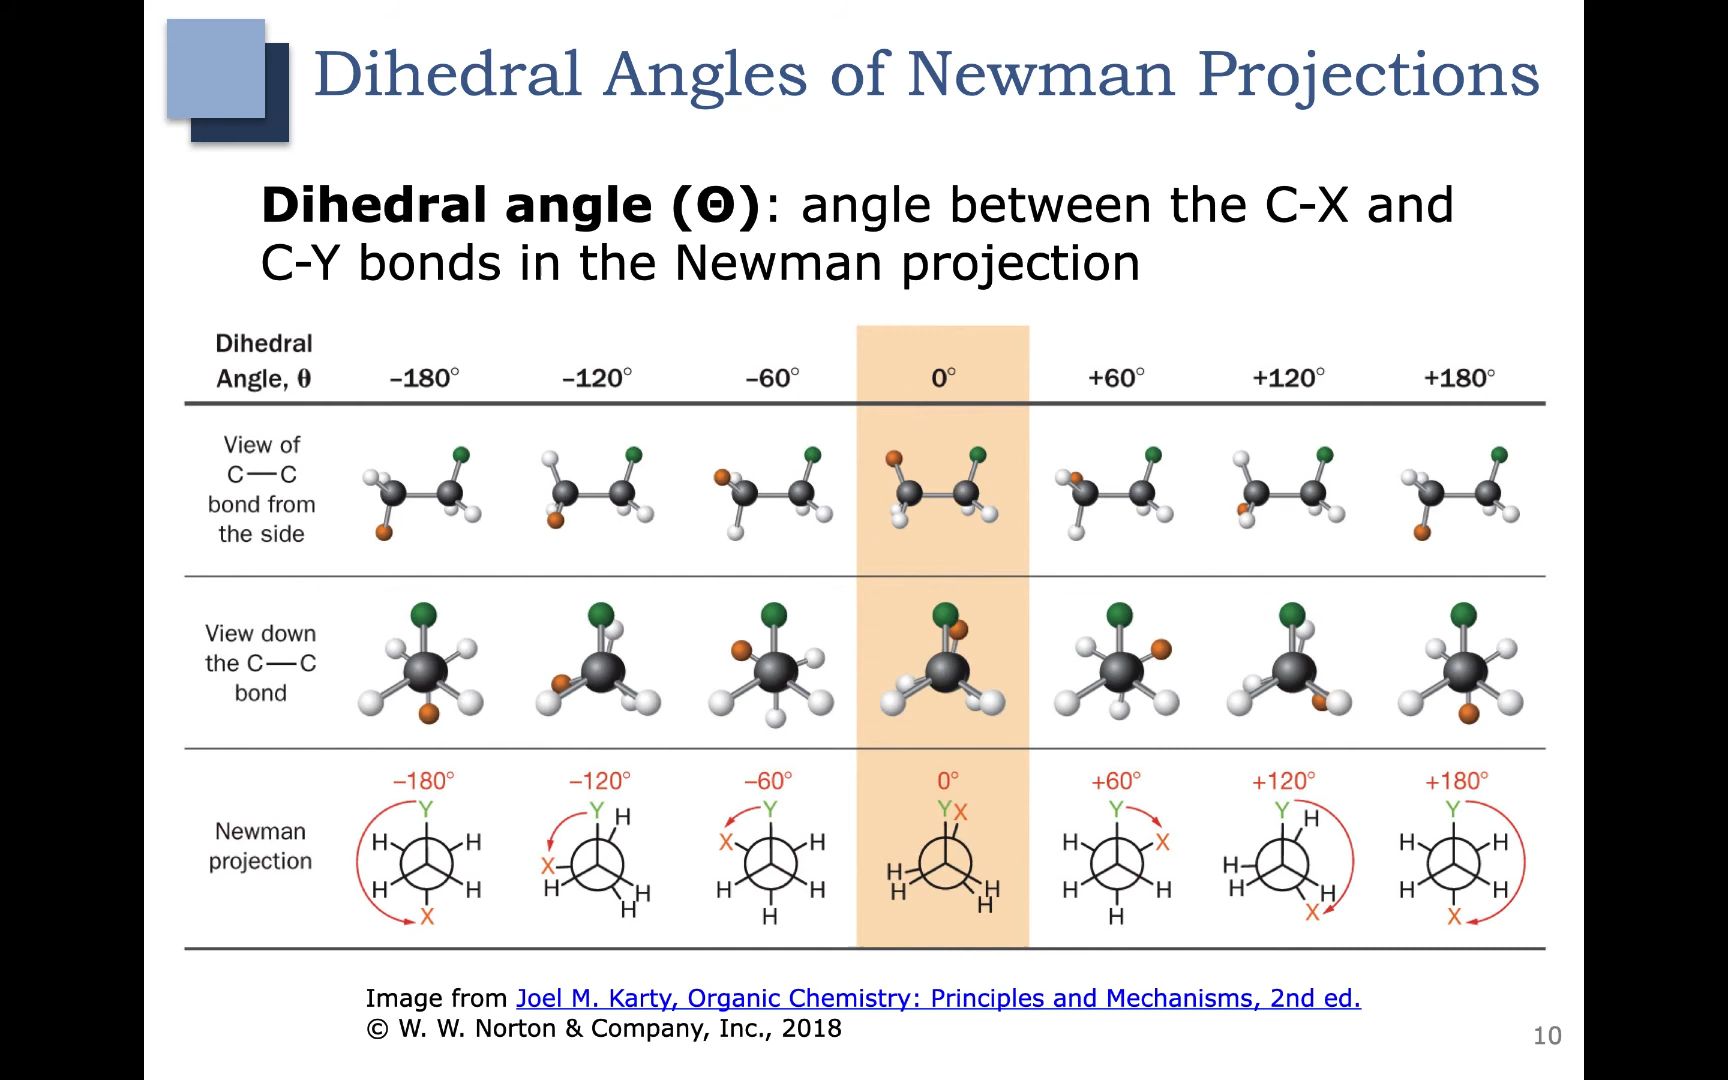 Dihedral Angles of Newman Projections
Dihedral angle (Θ): angle between the C-X and
C-Y bonds in the Newman projection
Dihedral
Angle, θ
–180° –120° –60° 0° +60° +120° +180°
View of
C—C
bond from
the side
View down
the C—C
bond
Newman
projection
–180° –120° –60° 0° +60° +120° +180°
Y
H H
H H
X
Y H
X
H H
H
Y
X H
H H
H
Y X
H
H H
H
Y
H X
H H
H
Y H
H
H H
X
Y
H H
H H
X
Image from Joel M. Karty, Organic Chemistry: Principles and Mechanisms, 2nd ed.
© W. W. Norton & Company, Inc., 2018
10